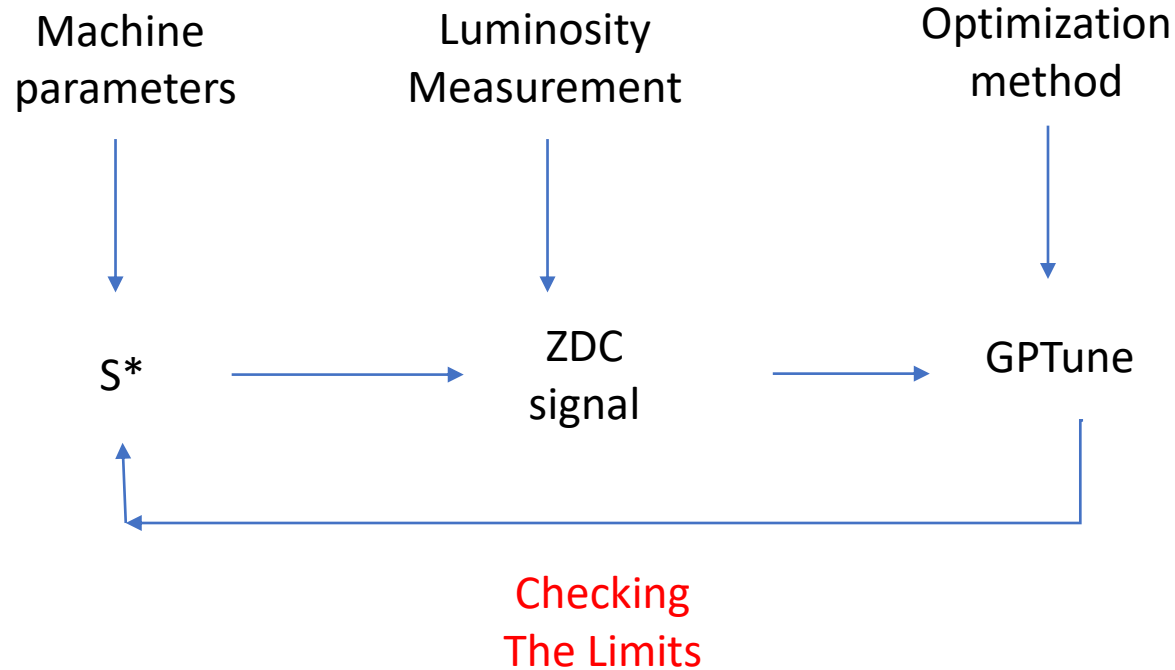 Machine
parameters
Luminosity
Measurement
Optimization
method
S*
ZDC
signal
GPTune
Checking
The Limits